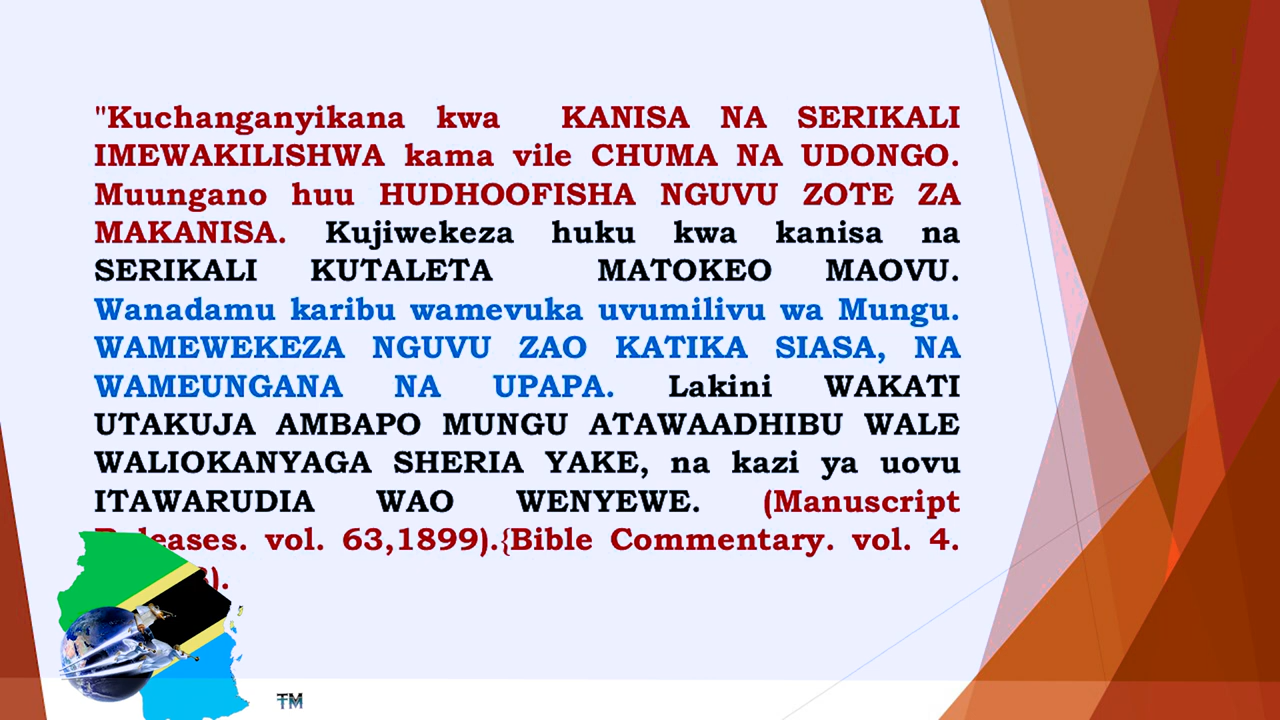 "Kuchanganyikana kwa KANISA NA SERIKALI
IMEWAKILISHWA kama vile CHUMA NA UDONGO.
Muungano huu HUDHOOFISHA NGUVU ZOTE ZA
MAKANISA. Kujiwekeza huku kwa kanisa na
SERIKALI KUTALETA MATOKEO MAOVU.
Wanadamu karibu wamevuka uvumilivu wa Mungu.
WAMEWEKEZA NGUVU ZAO KATIKA SIASA, NA
WAMEUNGANA NA UPAPA. Lakini WAKATI
UTAKUJA AMBAPO MUNGU ATAWAADHIBU WALE
WALIOKANYAGA SHERIA YAKE, na kazi ya uovu
ITAWARUDIA WAO WENYEWE. (Manuscript
vol. 63,1899).{Bible Commentary. vol. 4.
TM